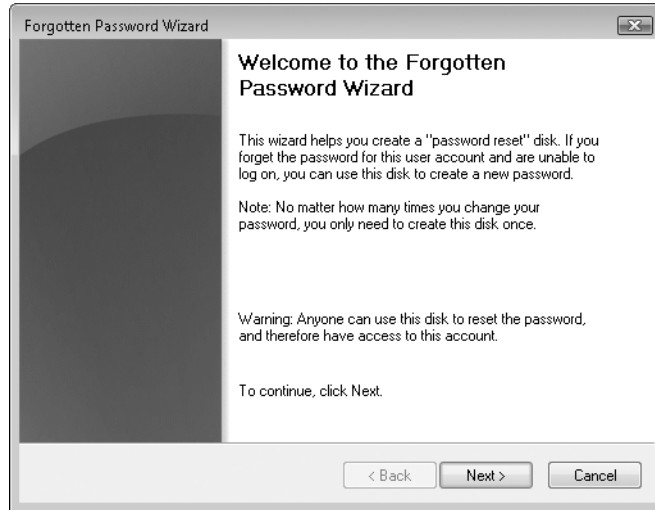 Forgotten Password Wizard
Welcome to the Forgotten
Password Wizard
This wizard helps you create a "password reset" disk. If you
forget the password for this user account and are unable to
log on, you can use this disk to create a new password.
Note: No matter how many times you change your
password, you only need to create this disk once.
Warning: Anyone can use this disk to reset the password,
and therefore have access to this account.
To continue, click Next.
< Back Next > Cancel